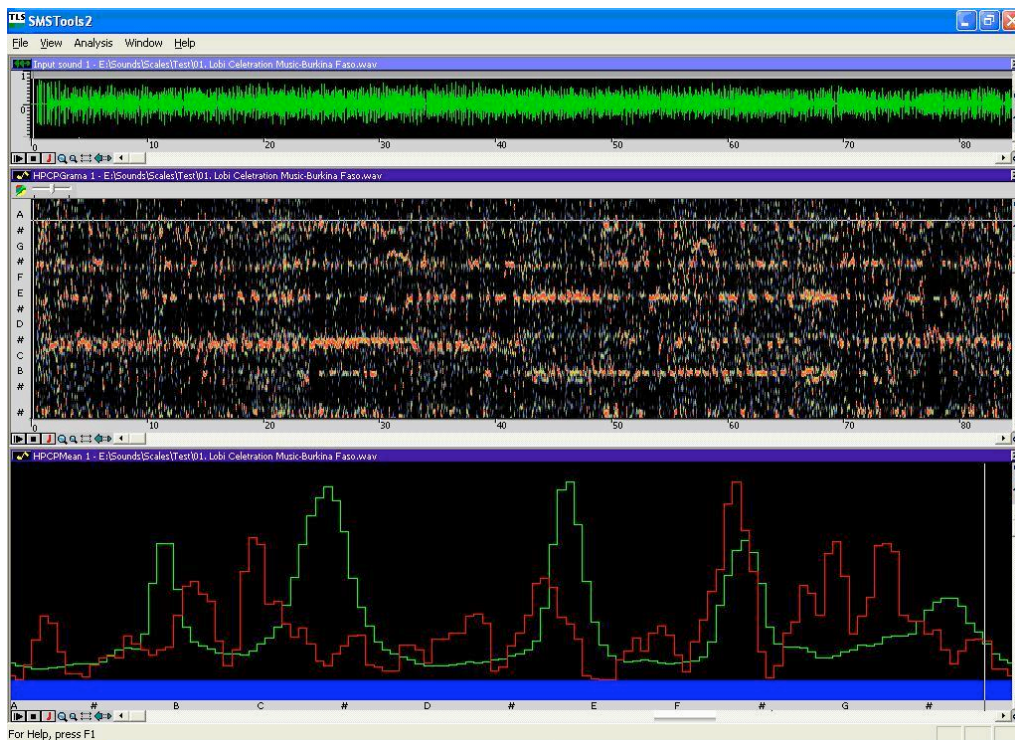 TLS SMSTools2
File View Analysis Window Help
Input sound 1 - E:\Sounds\Scales\Test\01. Lobi Celetration Music-Burkina Faso.wav
1
0
0 10 20 30 40 50 60 70 80
HPCPGrama 1 - E:\Sounds\Scales\Test\01. Lobi Celetration Music-Burkina Faso.wav
A
#
G
#
F
E
#
D
#
C
B
#
#
0 10 20 30 40 50 60 70 80
HPCPMean 1 - E:\Sounds\Scales\Test\01. Lobi Celetration Music-Burkina Faso.wav
A # B C # D # E F # G #
For Help, press F1